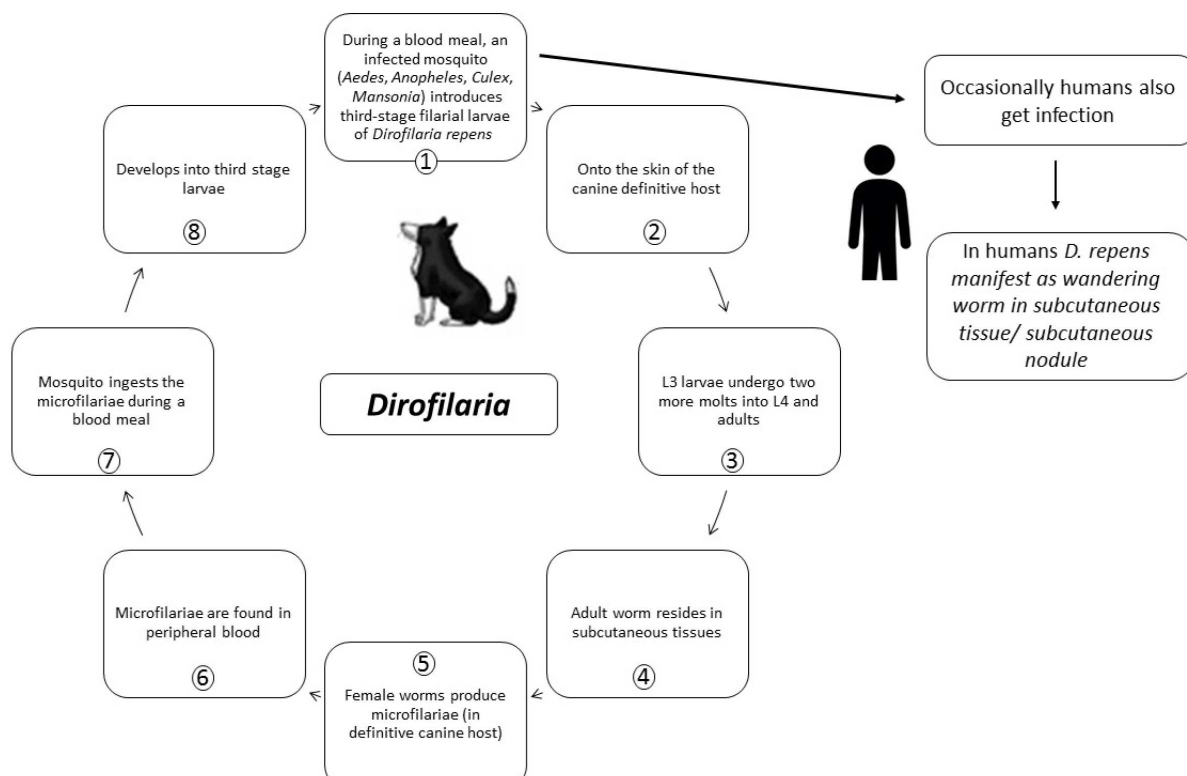 During a blood meal, an
infected mosquito
(Aedes, Anopheles, Culex,
Mansonia) introduces
third-stage filarial larvae
of Dirofilaria repens
①
Onto the skin of the
canine definitive host
②
L3 larvae undergo two
more molts into L4 and
adults
③
Adult worm resides in
subcutaneous tissues
④
⑤
Female worms produce
microfilariae (in
definitive canine host)
Microfilariae are found in
peripheral blood
⑥
Mosquito ingests the
microfilariae during a
blood meal
⑦
Develops into third stage
larvae
⑧
Dirofilaria
Occasionally humans also
get infection
In humans D. repens
manifest as wandering
worm in subcutaneous
tissue/ subcutaneous
nodule